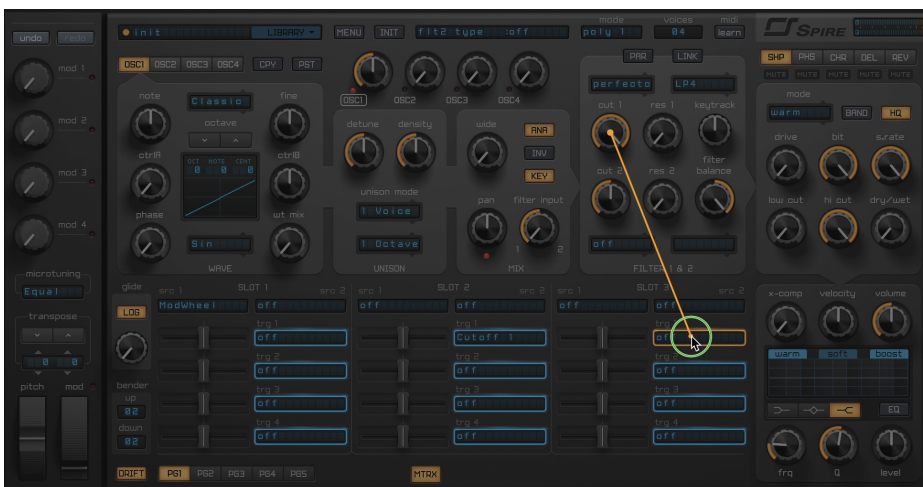 mode voices midi
undo redo init LIBRARY MENU INIT flt2 type :off poly 1 04 learn SPIRE
PAR LINK
OSC1 OSC2 OSC3 OSC4 CPY PST SHP PHS CHR DEL REV
mod 1 MUTE MUTE MUTE MUTE MUTE
perfecto LP4
note Classic fine OSC1 OSC2 OSC3 OSC4 cut 1 res 1 keytrack mode
warm BAND HQ
mod 2 octave detune density wide ANA drive bit s.rate
ctrlA OCT NOTE CENT ctrlB INV filter
0 0 0
mod 3 KEY cut 2 res 2 balance
unison mode pan filter input low cut hi cut dry/wet
phase wt mix 1 Voice
mod 4 Sin 1 Octave 1 2 off
WAVE UNISON MIX FILTER 1 & 2
microtuning
Equal glide src 1 SLOT 1 src 2 SLOT 2 src 2 src 1 SLOT 3 src 2 x-comp velocity volume
LOG ModWheel off off off off off
transpose trg 1 trg 1 trg
off Cutoff 1 of
0 0 trg 2 trg 2 trg 2 warm soft boost
off off off
pitch mod bender trg 3 trg 3 trg 3
up
02 off off off
down trg 4 trg 4 trg 4 EQ
02 off off off
DRIFT PG1 PG2 PG3 PG4 PG5 MTRX frq Q level